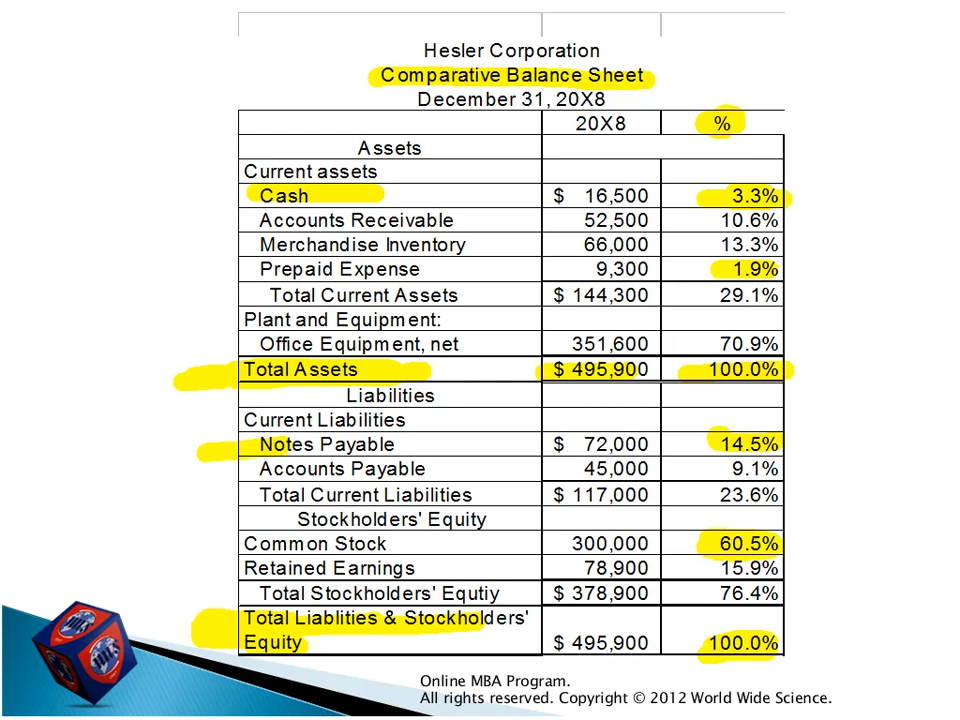 Hesler Corporation
Comparative Balance Sheet
December 31, 20X8
20X8 %
Assets
Current assets
Cash $ 16,500 3.3%
Accounts Receivable 52,500 10.6%
Merchandise Inventory 66,000 13.3%
Prepaid Expense 9,300 1.9%
Total Current Assets $ 144,300 29.1%
Plant and Equipment:
Office Equipment, net 351,600 70.9%
Total Assets $ 495,900 100.0%
Liabilities
Current Liabilities
Notes Payable $ 72,000 14.5%
Accounts Payable 45,000 9.1%
Total Current Liabilities $ 117,000 23.6%
Stockholders' Equity
Common Stock 300,000 60.5%
Retained Earnings 78,900 15.9%
Total Stockholders' Equtiy $ 378,900 76.4%
Total Liablities & Stockholders'
Equity $ 495,900 100.0%
Online MBA Program.
All rights reserved. Copyright © 2012 World Wide Science.